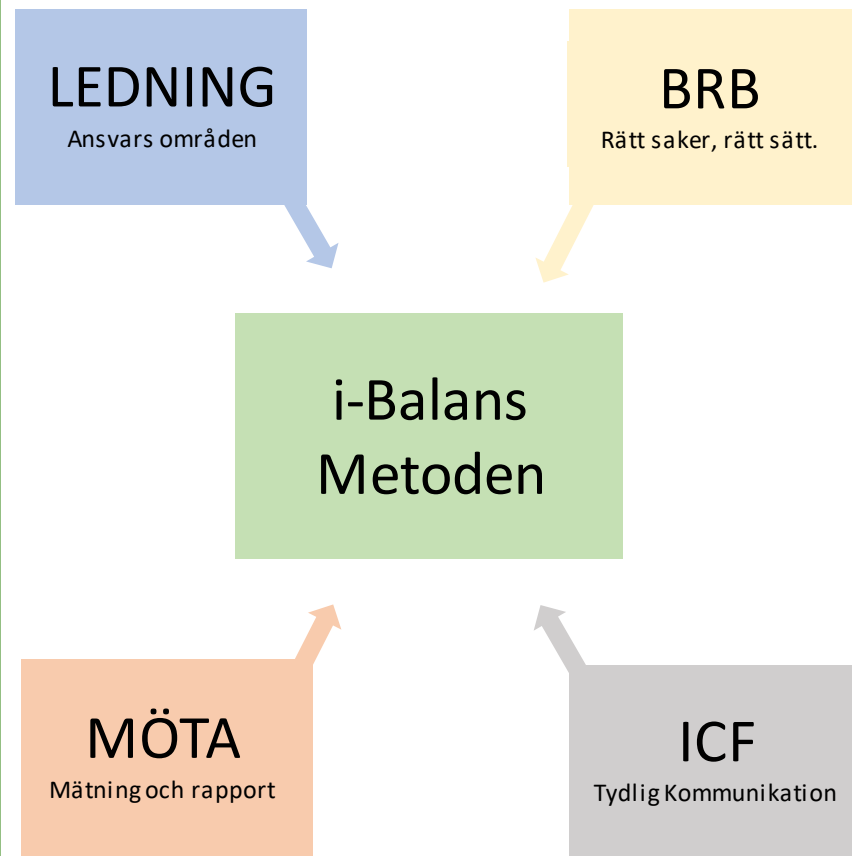 LEDNING
Ansvars områden
BRB
Rätt saker, rätt sätt.
i-Balans
Metoden
MÖTA
Mätning och rapport
ICF
Tydlig Kommunikation